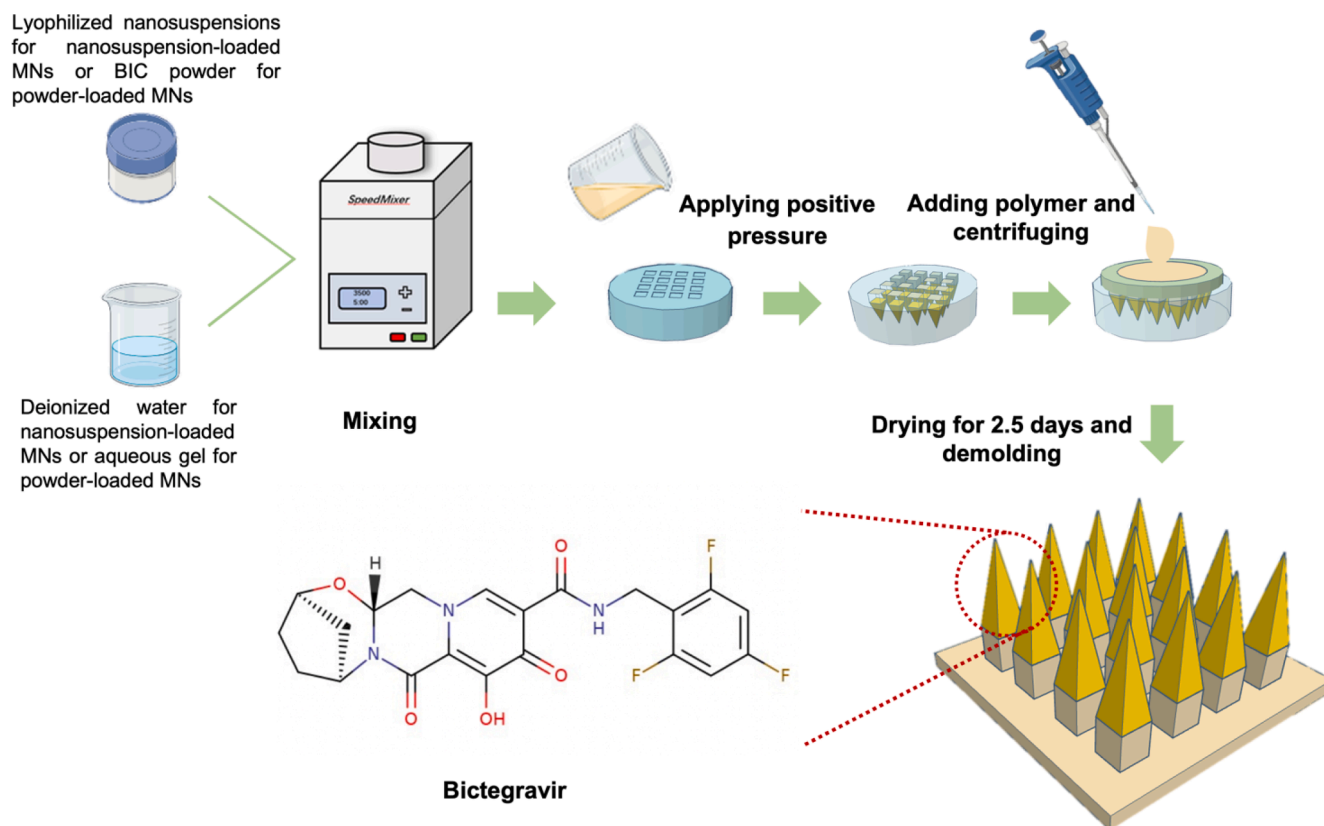 Lyophilized nanosuspensions
for nanosuspension-loaded
MNs or BIC powder for
powder-loaded MNs
SpeedMixer
3500
5:00
Applying positive
pressure
Adding polymer and
centrifuging
Deionized water for
nanosuspension-loaded
MNs or aqueous gel for
powder-loaded MNs
Mixing
Drying for 2.5 days and
demolding
H
O
N
N
O
O
N
H
F
F
F
O
OH
Bictegravir